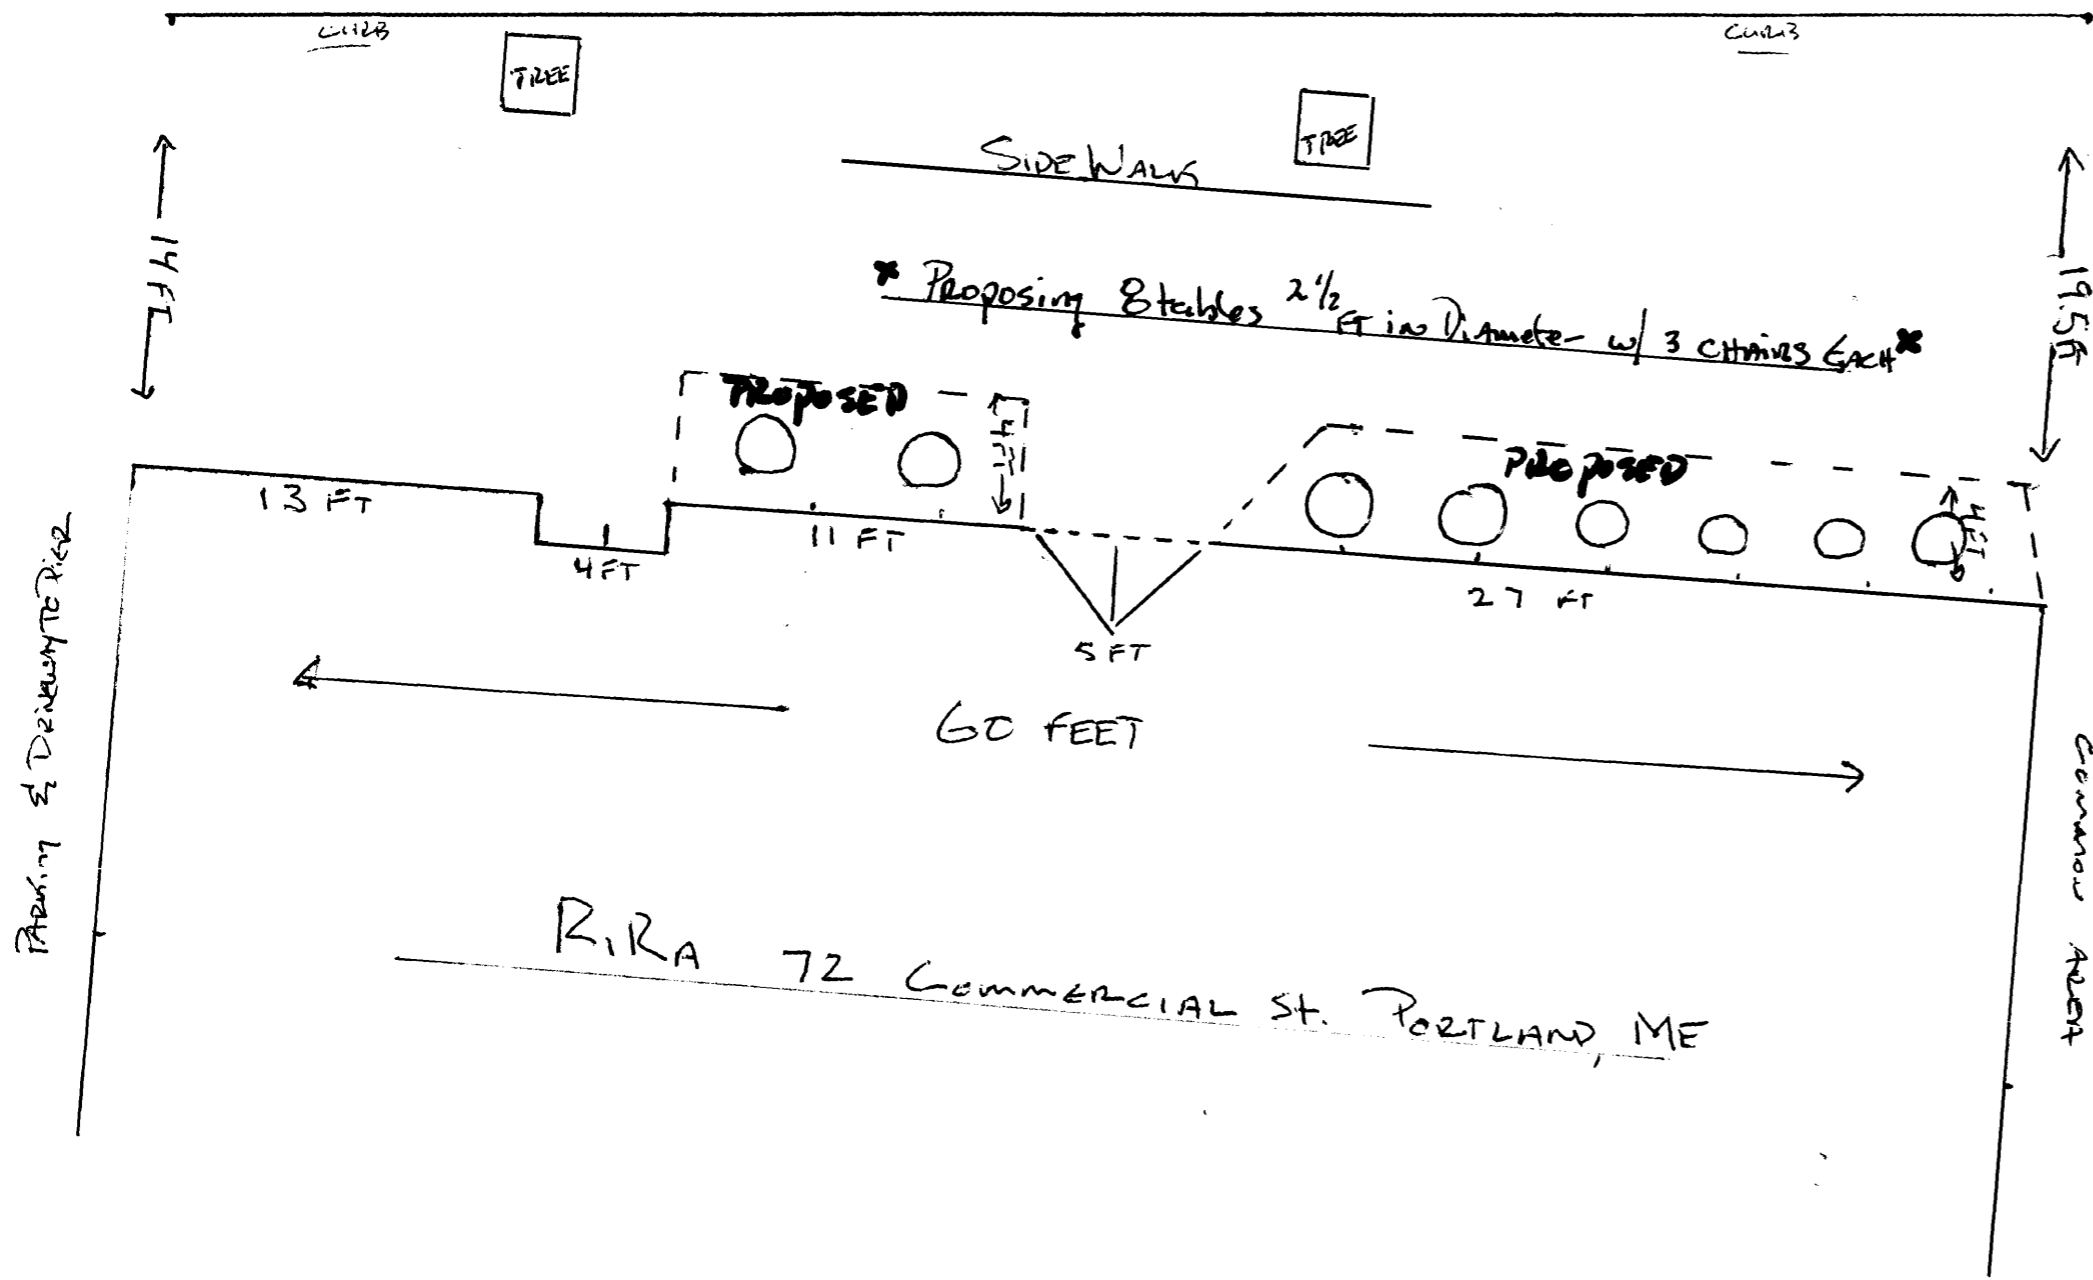 CURB
CURB
TREE
TREE
SIDEWALK
14 FT
19.5 ft
* Proposing 8 tables 2 1/2 FT in Diameter w/ 3 CHAIRS EACH *
PROPOSED
4 FT
PROPOSED
4 FT
13 FT
4 FT
11 FT
5 FT
27 FT
60 FEET
PARKING & DRIVEWAY TO PIER
COMMON AREA
RiRA 72 COMMERCIAL St. PORTLAND, ME